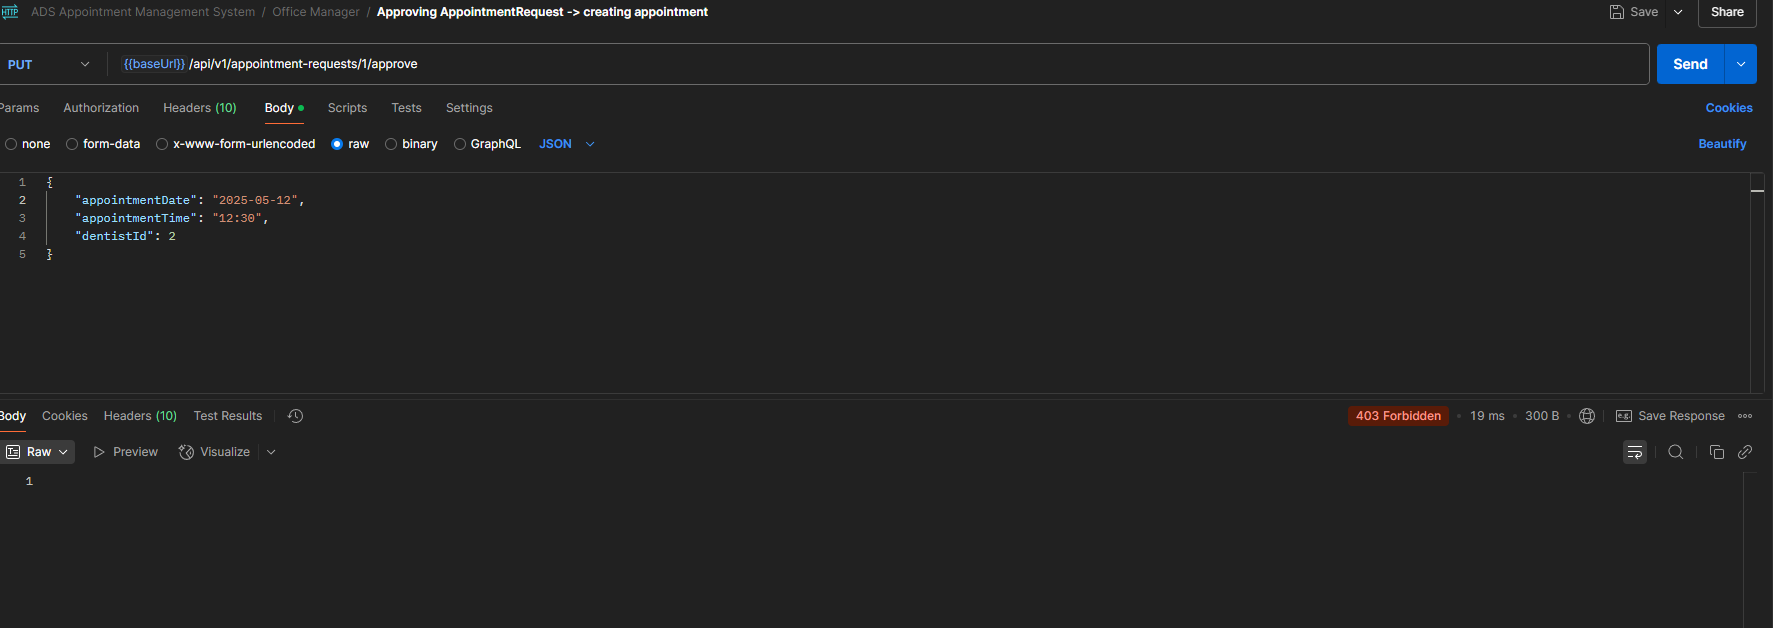 HTTP ADS Appointment Management System / Office Manager / Approving AppointmentRequest -> creating appointment Save Share
PUT {{baseUrl}} /api/v1/appointment-requests/1/approve Send
Params Authorization Headers (10) Body Scripts Tests Settings Cookies
none form-data x-www-form-urlencoded raw binary GraphQL JSON Beautify
1 {
2 "appointmentDate": "2025-05-12",
3 "appointmentTime": "12:30",
4 "dentistId": 2
5 }
Body Cookies Headers (10) Test Results 403 Forbidden 19 ms 300 B e.g. Save Response
Raw Preview Visualize
1